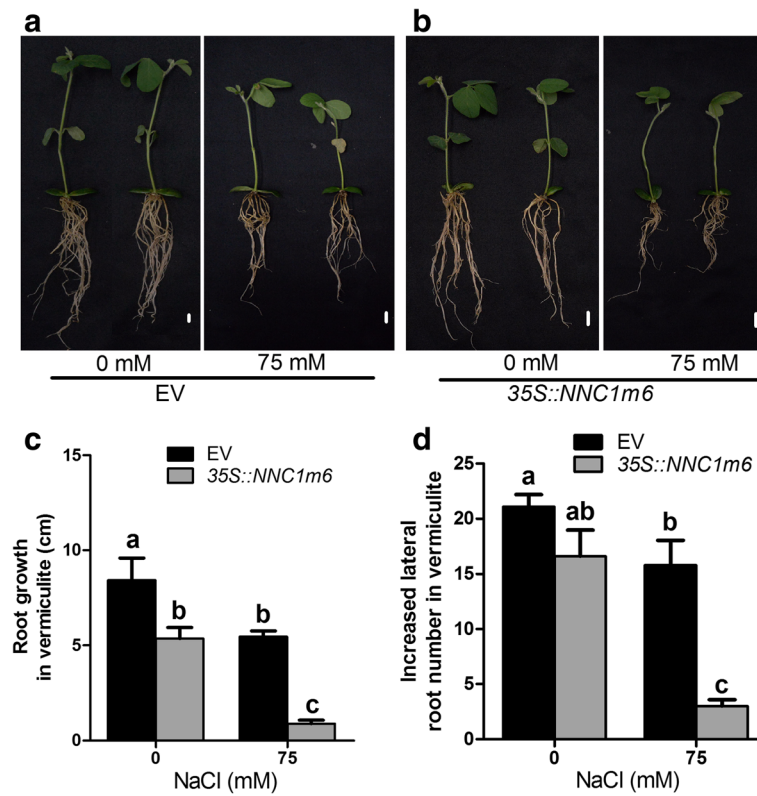 a
b
0 mM
75 mM
0 mM
75 mM
EV
35S::NNC1m6
c
EV
35S::NNC1m6
Root growth
in vermiculite (cm)
15
10
5
0
a
b
b
c
0
75
NaCl (mM)
d
EV
35S::NNC1m6
Increased lateral
root number in vermiculite
25
20
15
10
5
0
a
ab
b
c
0
75
NaCl (mM)